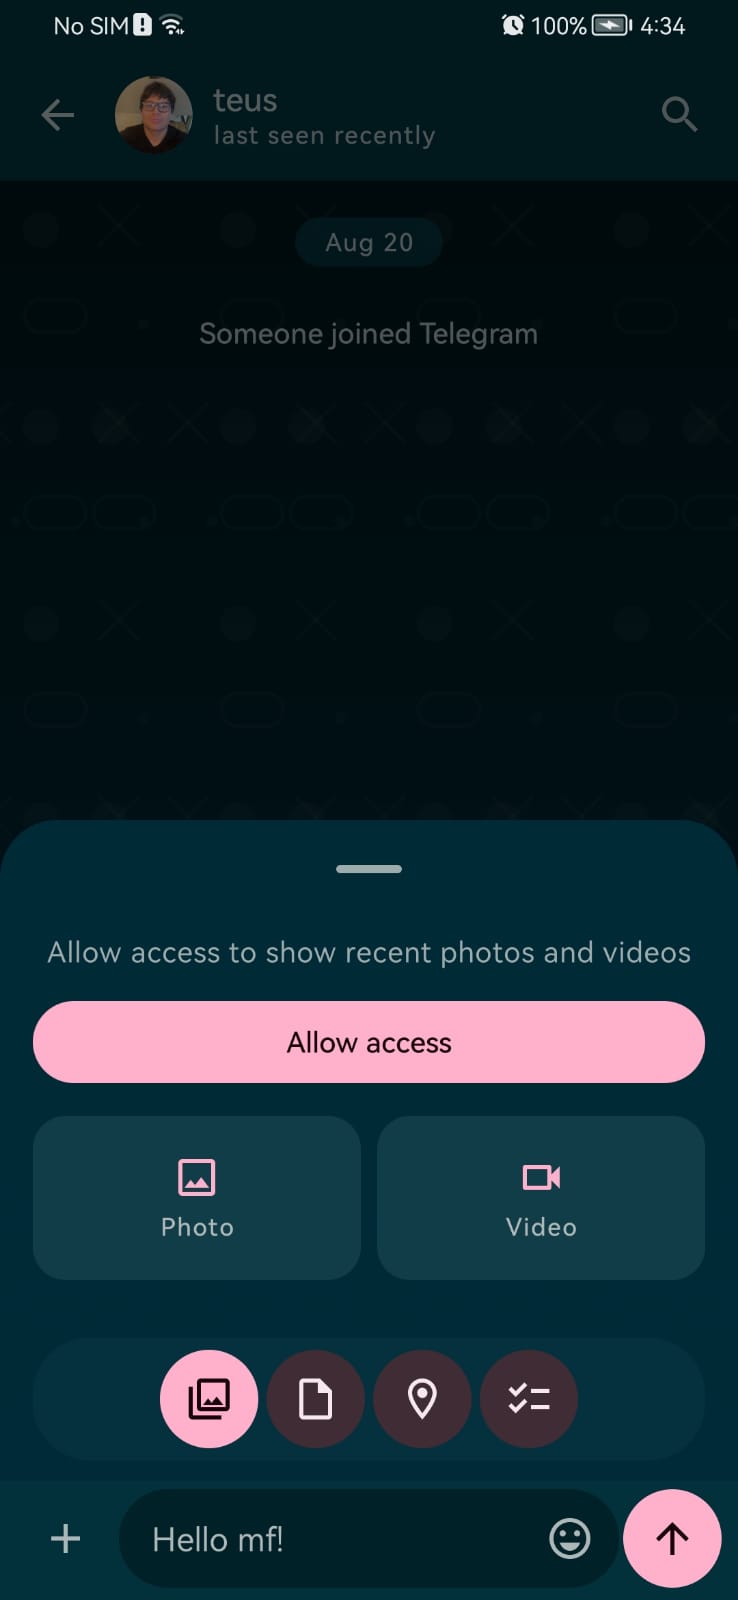 No SIM 100% 4:34
teus
last seen recently
Aug 20
Someone joined Telegram
Allow access to show recent photos and videos
Allow access
Photo Video
Hello mf!